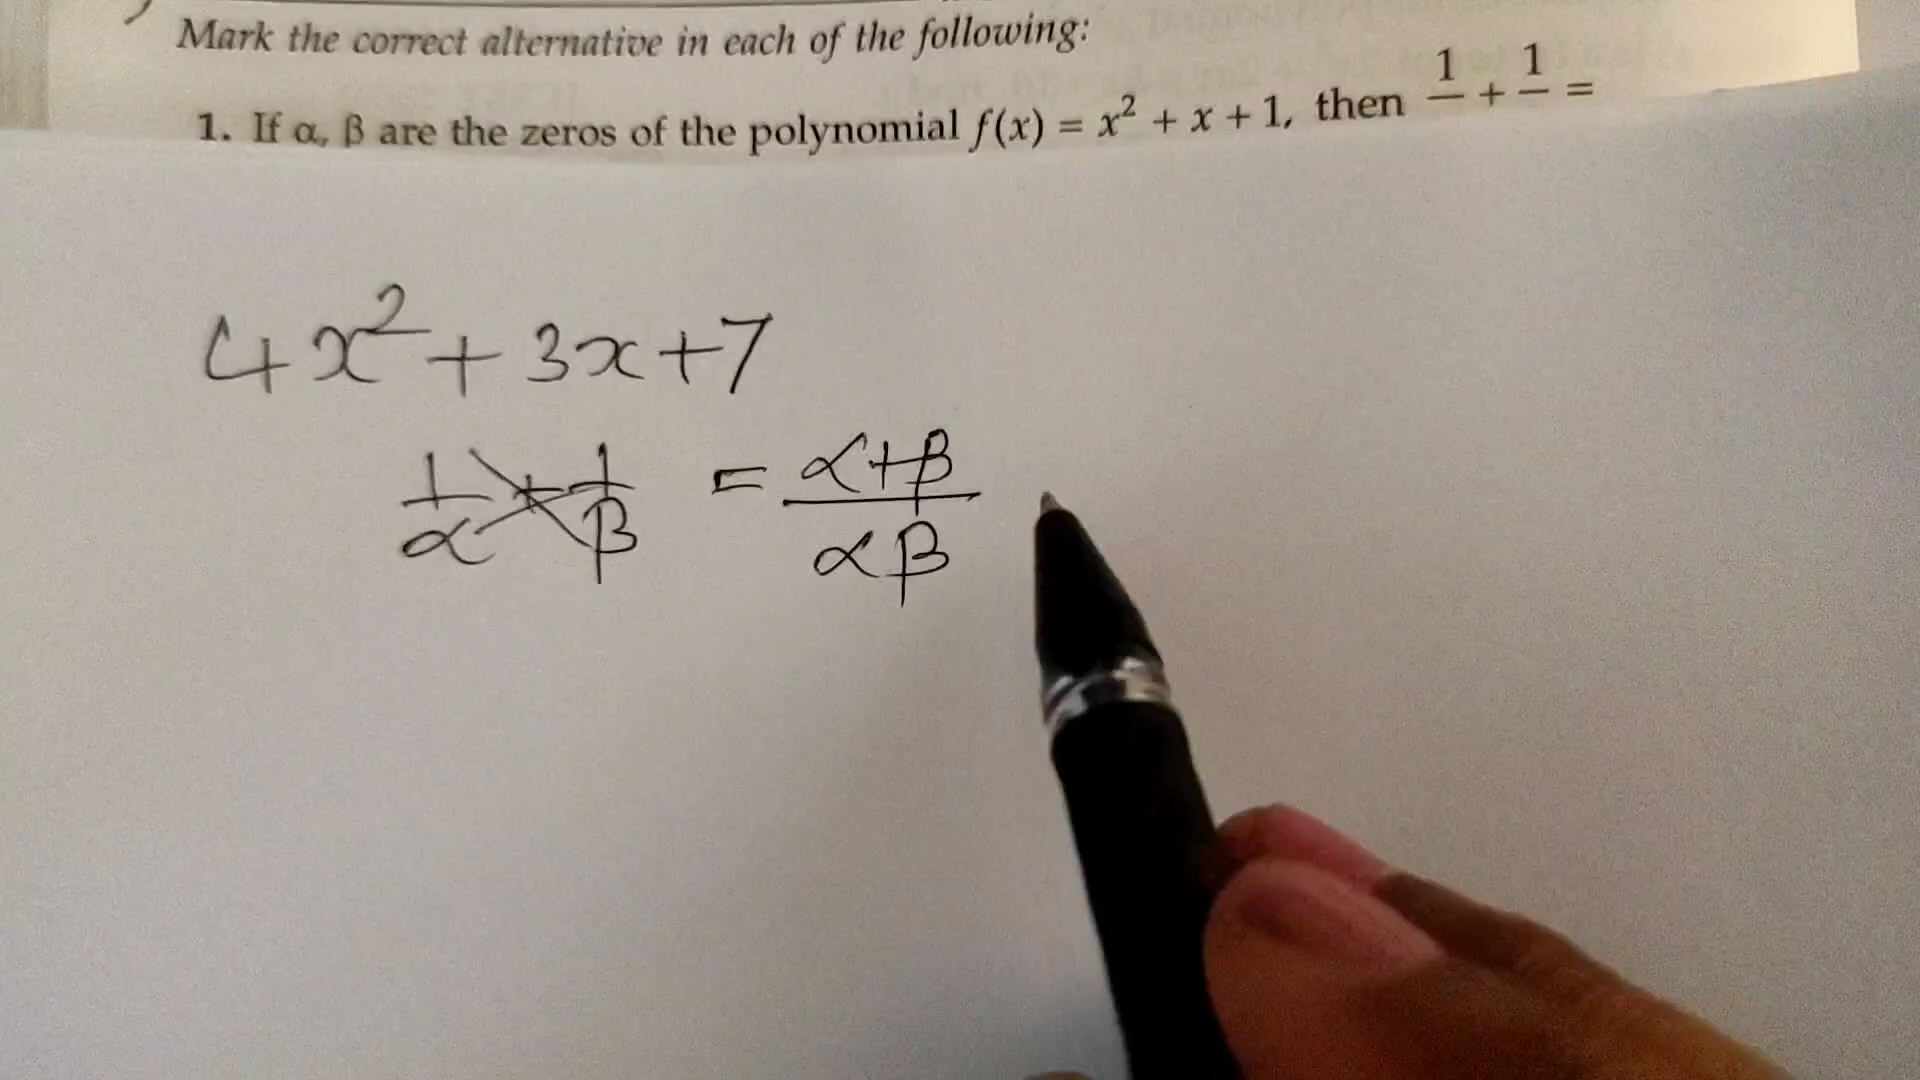 Mark the correct alternative in each of the following:
1. If α, β are the zeros of the polynomial f(x) = x² + x + 1, then 1/ + 1/ =
4x² + 3x + 7
1/α + 1/β = α+β/αβ